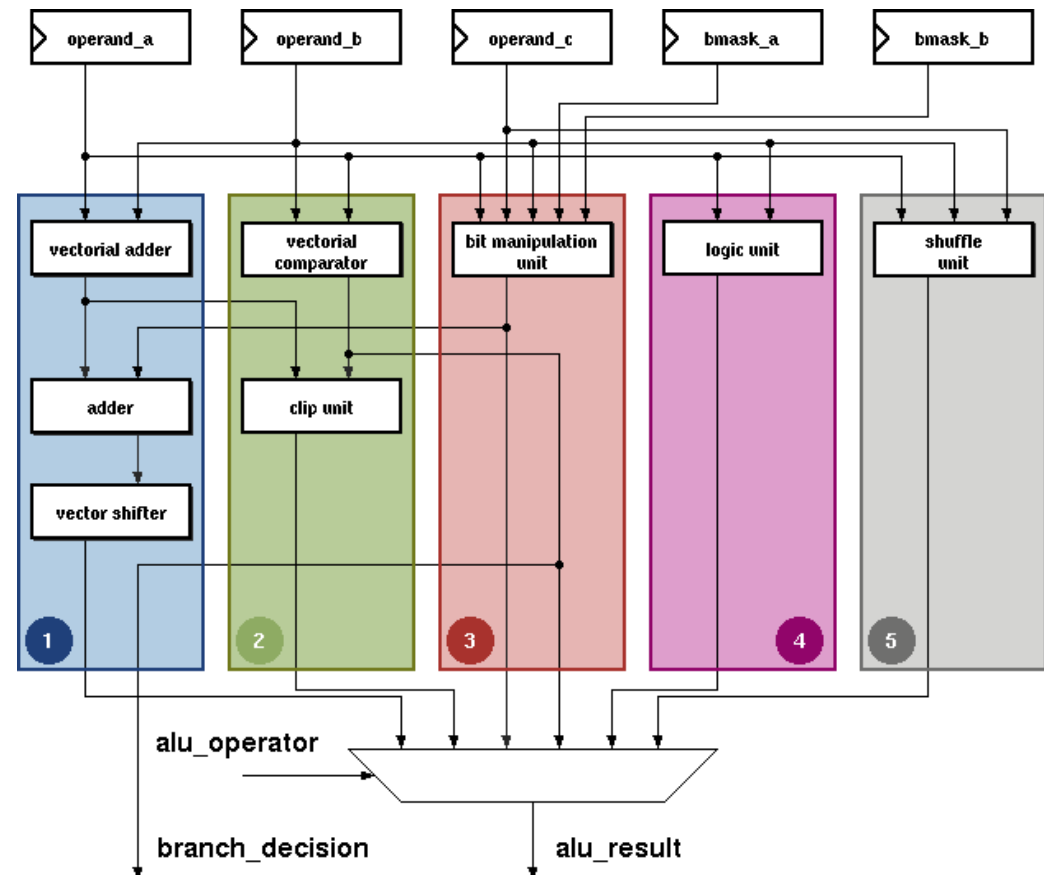 operand_a
operand_b
operand_c
bmask_a
bmask_b
vectorial adder
vectorial
comparator
bit manipulation
unit
logic unit
shuffle
unit
adder
clip unit
vector shifter
1
2
3
4
5
alu_operator
branch_decision
alu_result